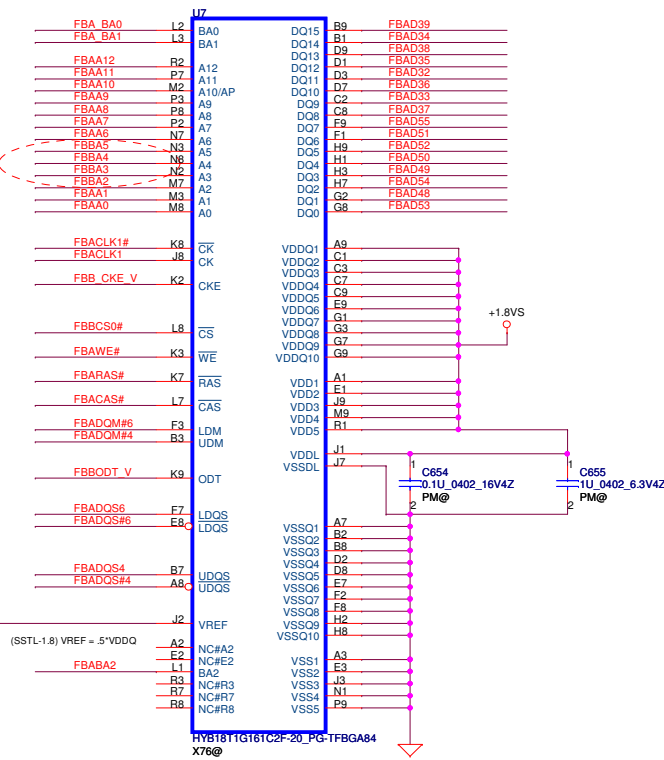 U7
FBA_BA0 L2 BA0 DQ15 B9 FBAD39
FBA_BA1 L3 BA1 DQ14 B1 FBAD34
DQ13 D9 FBAD38
FBAA12 R2 A12 DQ12 D1 FBAD35
FBAA11 P7 A11 DQ11 D3 FBAD32
FBAA10 M2 A10/AP DQ10 D7 FBAD36
FBAA9 P3 A9 DQ9 C2 FBAD33
FBAA8 P8 A8 DQ8 C8 FBAD37
FBAA7 P2 A7 DQ7 F9 FBAD55
FBAA6 N7 A6 DQ6 F1 FBAD51
FBBA5 N3 A5 DQ5 H9 FBAD52
FBBA4 N8 A4 DQ4 H1 FBAD50
FBBA3 N2 A3 DQ3 H3 FBAD49
FBBA2 M7 A2 DQ2 H7 FBAD54
FBAA1 M3 A1 DQ1 G2 FBAD48
FBAA0 M8 A0 DQ0 G8 FBAD53
FBACLK1# K8 CK VDDQ1 A9
FBACLK1 J8 CK VDDQ2 C1
VDDQ3 C3
FBB_CKE_V K2 CKE VDDQ4 C7
VDDQ5 C9
VDDQ6 E9
VDDQ7 G1
+1.8VS
FBBCS0# L8 CS VDDQ8 G3
VDDQ9 G7
FBAWE# K3 WE VDDQ10 G9
FBARAS# K7 RAS VDD1 A1
VDD2 E1
FBACAS# L7 CAS VDD3 J9
VDD4 M9
FBADQM#6 F3 LDM VDD5 R1
FBADQM#4 B3 UDM
VDDL J1
VSSDL J7
FBBODT_V K9 ODT
1 C654 1 C655
0.1U_0402_16V4Z 1U_0402_6.3V4Z
PM@ PM@
2 2
FBADQS6 F7 LDQS
FBADQS#6 E8 LDQS VSSQ1 A7
VSSQ2 B2
VSSQ3 B8
VSSQ4 D2
FBADQS4 B7 UDQS VSSQ5 D8
FBADQS#4 A8 UDQS VSSQ6 E7
VSSQ7 F2
VSSQ8 F8
J2 VREF VSSQ9 H2
VSSQ10 H8
(SSTL-1.8) VREF = .5*VDDQ
A2 NC#A2
E2 NC#E2 VSS1 A3
FBABA2 L1 BA2 VSS2 E3
R3 NC#R3 VSS3 J3
R7 NC#R7 VSS4 N1
R8 NC#R8 VSS5 P9
HYB18T1G161C2F-20_PG-TFBGA84
X76@